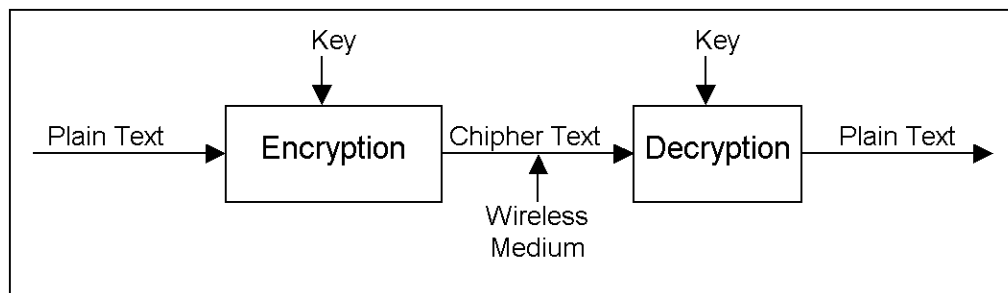 Key Key
Plain Text Encryption Chipher Text Decryption Plain Text
Wireless
Medium